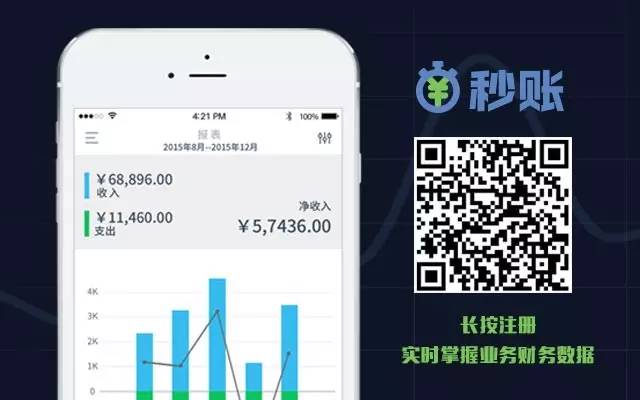 4:21 PM
100%
报表
2015年8月--2015年12月
￥68,896.00
收入
￥11,460.00
支出
净收入
￥5,7436.00
4K
3K
2K
1K
0
秒账
长按注册
实时掌握业务财务数据